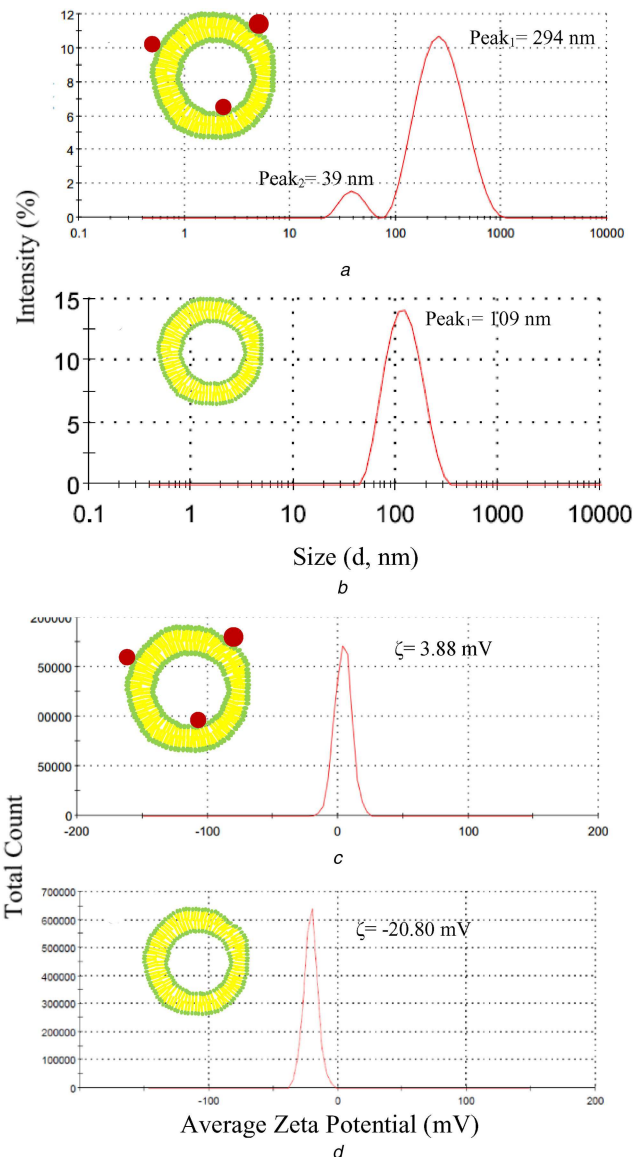 12
10
8
6
4
2
0
0.1 1 10 100 1000 10000
Peak₁= 294 nm
Peak₂= 39 nm
a
Intensity (%)
15
10
5
0
0.1 1 10 100 1000 10000
Peak₁= 109 nm
Size (d, nm)
b
200000
50000
00000
50000
0
-200 -100 0 100 200
ζ= 3.88 mV
c
Total Count
700000
600000
500000
400000
300000
200000
100000
0
-100 0 100 200
ζ= -20.80 mV
Average Zeta Potential (mV)
d